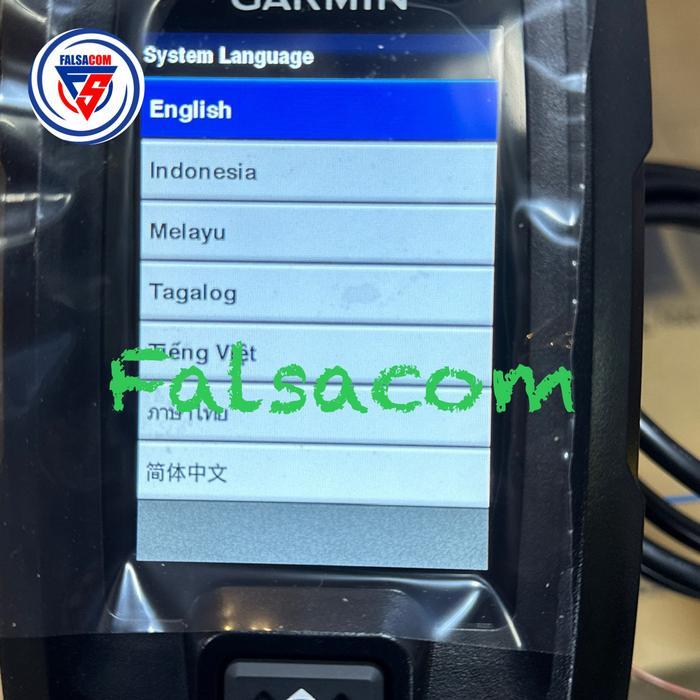 GARMIN
FALSACOM
FS
System Language
English
Indonesia
Melayu
Tagalog
Tiếng Việt
Falsacom
ภาษาไทย
简体中文